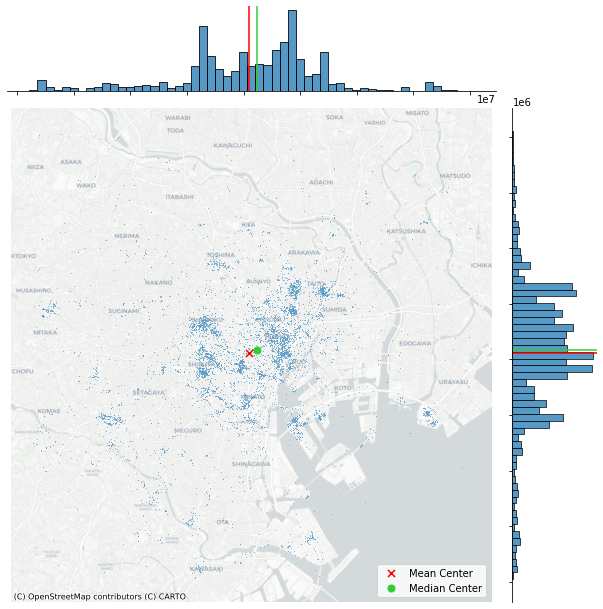 1e7
1e6
WARABI
SOKA
MISATO
TODA
YASHIO
KAWAGUCHI
NIIZA
ASAKA
MATSUDO
WAKO
ADACHI
ITABASHI
KITA
KATSUSHIKA
NERIMA
TOSHIMA
ARAKAWA
ICHIKA
NAKANO
BUNKYO
TAITO
MUSASHINO
SUGINAMI
SUMIDA
MITAKA
EDOGAWA
CHOFU
SETAGAYA
KOTO
URAYASU
KOMAE
MINATO
MEGURO
SHINAGAWA
OTA
KAWASAKI
Mean Center
Median Center
(C) OpenStreetMap contributors (C) CARTO